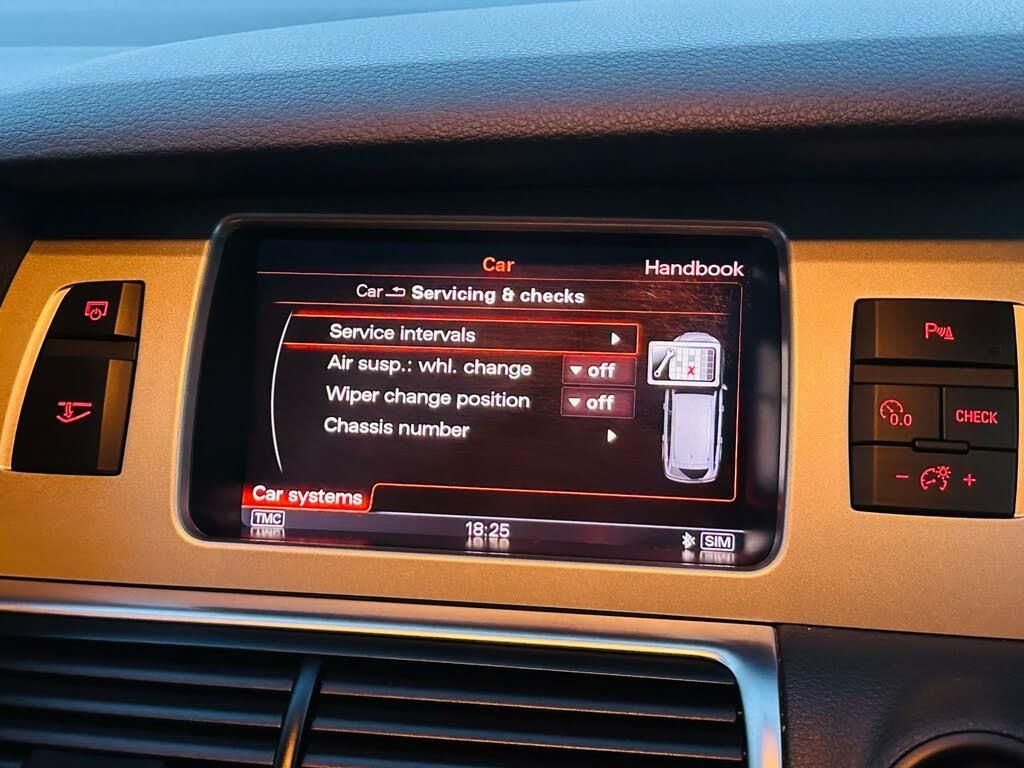 Car
Handbook
Car Servicing & checks
Service intervals
Air susp.: whl. change off
Wiper change position off
Chassis number
Car systems
TMC
18:25
SIM
P
0.0
CHECK
- +